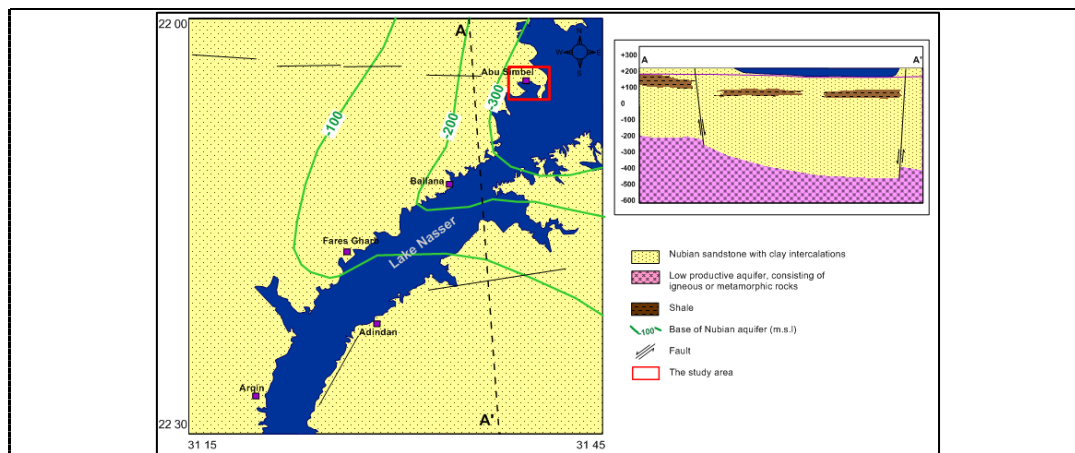 22 00
A
N
W
E
S
Abu Simbel
-300
-100
-200
Ballana
Fares Ghara
Lake Nasser
Adindan
Arqin
A'
22 30
31 15
31 45
A
A'
+300
+200
+100
0
-100
-200
-300
-400
-500
-600
Nubian sandstone with clay intercalations
Low productive aquifer, consisting of
igneous or metamorphic rocks
Shale
-100 Base of Nubian aquifer (m.s.l)
Fault
The study area